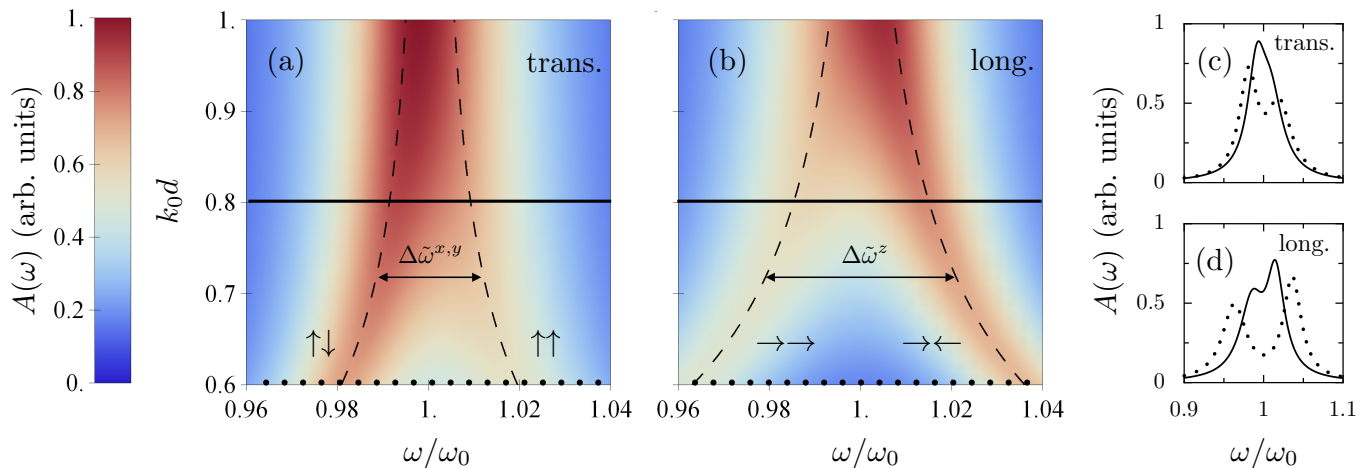 A(ω) (arb. units)
1.
0.8
0.6
0.4
0.2
0.
k₀d
1.
0.9
0.8
0.7
0.6
(a)
trans.
Δω̃ˣ,ʸ
↑↓
↑↑
0.96
0.98
1.
1.02
1.04
ω/ω₀
(b)
long.
Δω̃ᶻ
→→
→←
0.96
0.98
1.
1.02
1.04
ω/ω₀
A(ω) (arb. units)
1
0.5
0
(c)
trans.
1
0.5
0
(d)
long.
0.9
1
1.1
ω/ω₀